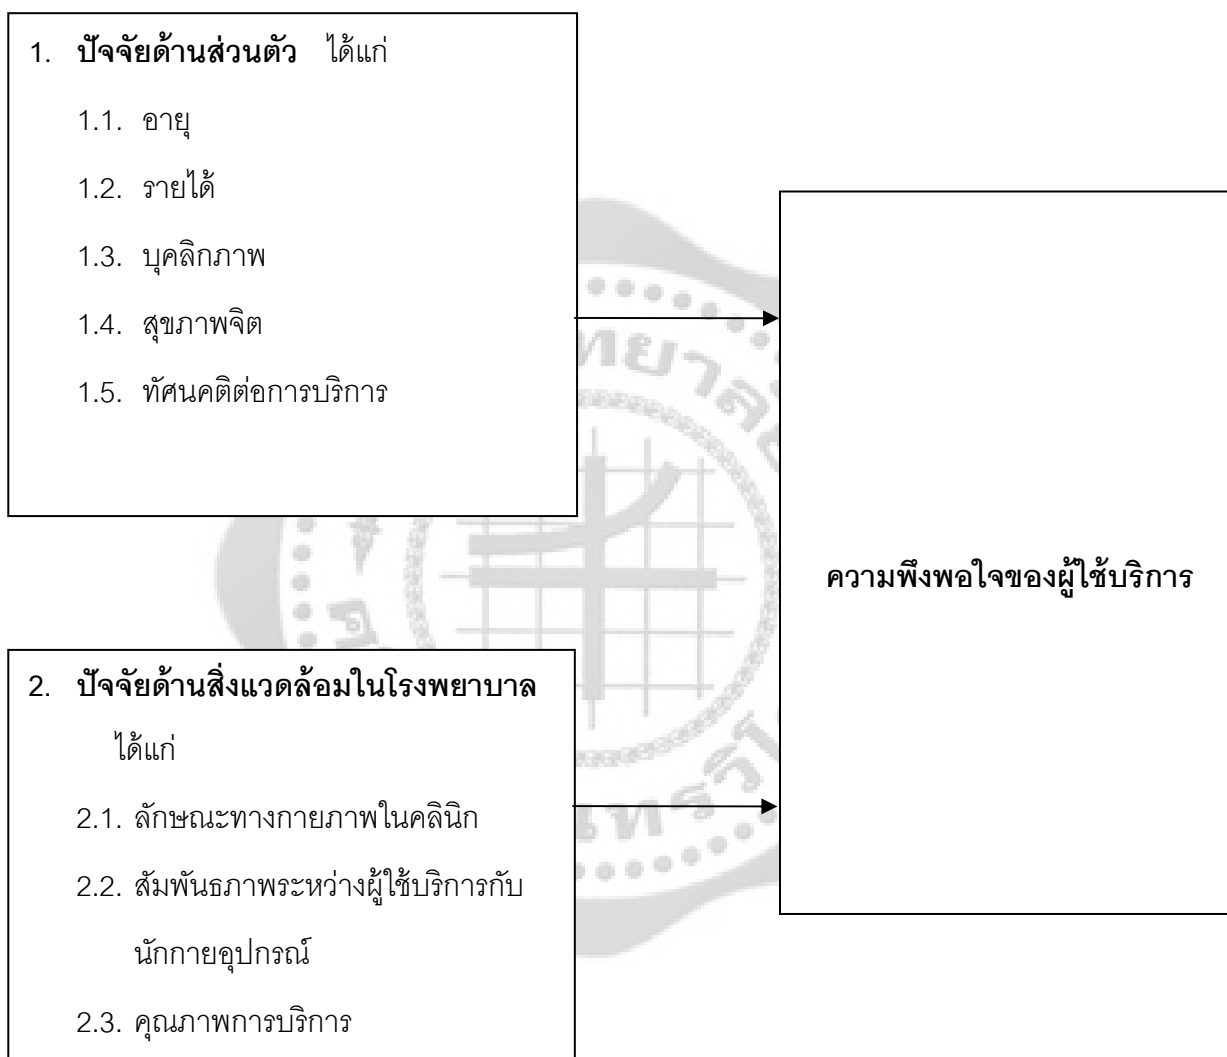 1. ปัจจัยด้านส่วนตัว ได้แก่
1.1. อายุ
1.2. รายได้
1.3. บุคลิกภาพ
1.4. สุขภาพจิต
1.5. ทัศนคติต่อการบริการ
ความพึงพอใจของผู้ใช้บริการ
2. ปัจจัยด้านสิ่งแวดล้อมในโรงพยาบาล
ได้แก่
2.1. ลักษณะทางกายภาพในคลินิก
2.2. สัมพันธภาพระหว่างผู้ใช้บริการกับ
นักกายอุปกรณ์
2.3. คุณภาพการบริการ